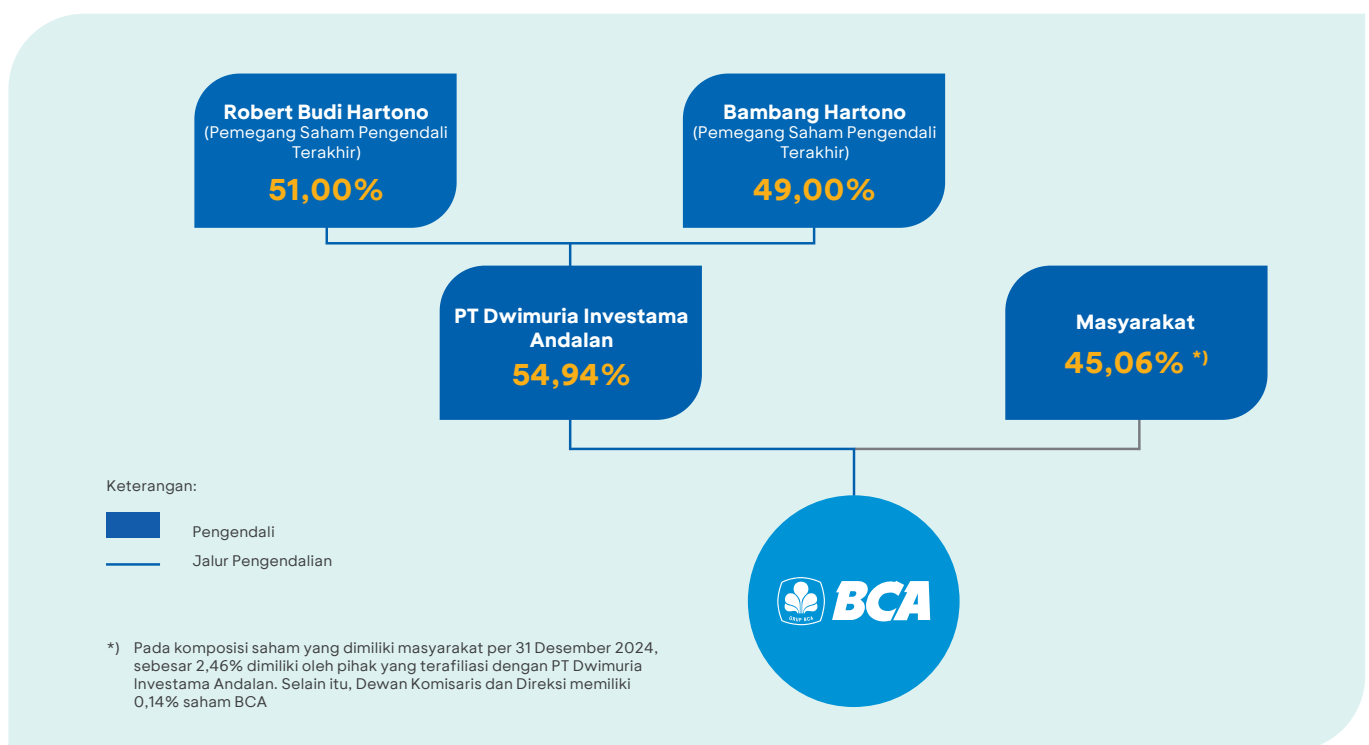 Robert Budi Hartono
(Pemegang Saham Pengendali
Terakhir)
51,00%
Bambang Hartono
(Pemegang Saham Pengendali
Terakhir)
49,00%
PT Dwimuria Investama
Andalan
54,94%
Masyarakat
45,06% *)
Keterangan:
Pengendali
Jalur Pengendalian
GRUP BCA
BCA
*) Pada komposisi saham yang dimiliki masyarakat per 31 Desember 2024,
sebesar 2,46% dimiliki oleh pihak yang terafiliasi dengan PT Dwimuria
Investama Andalan. Selain itu, Dewan Komisaris dan Direksi memiliki
0,14% saham BCA